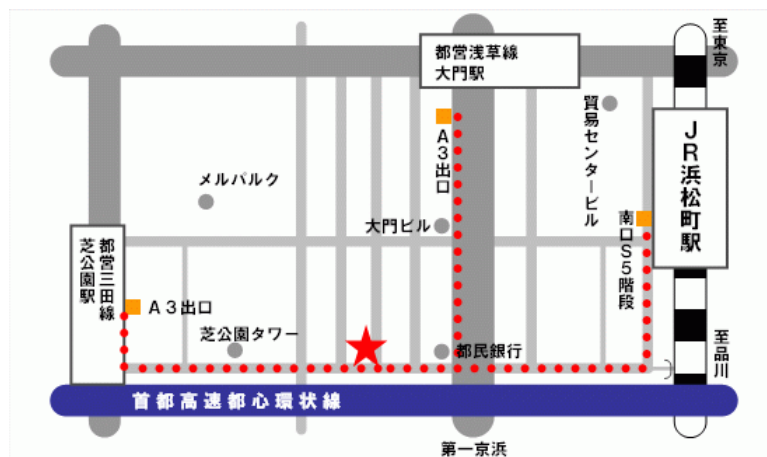 至東京
都営浅草線
大門駅
貿易センタービル
JR浜松町駅
A3出口
メルパルク
大門ビル
南口S5階段
都営三田線
芝公園駅
A3出口
芝公園タワー
都民銀行
至品川
首都高速都心環状線
第一京浜